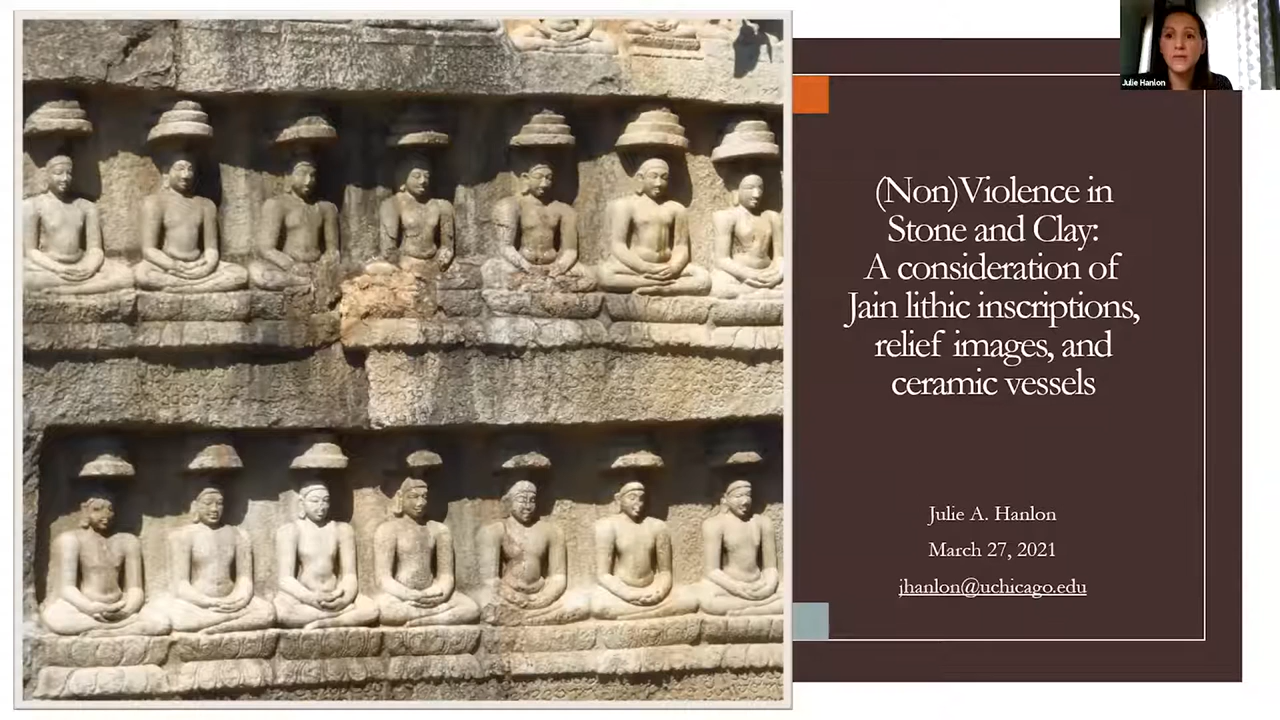 Julie Hanlon
(Non)Violence in
Stone and Clay:
A consideration of
Jain lithic inscriptions,
relief images, and
ceramic vessels
Julie A. Hanlon
March 27, 2021
jhanlon@uchicago.edu